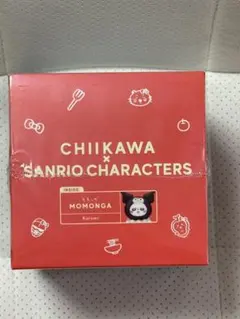 CHIIKAWA
×
SANRIO CHARACTERS
MOMONGA
Kuromi